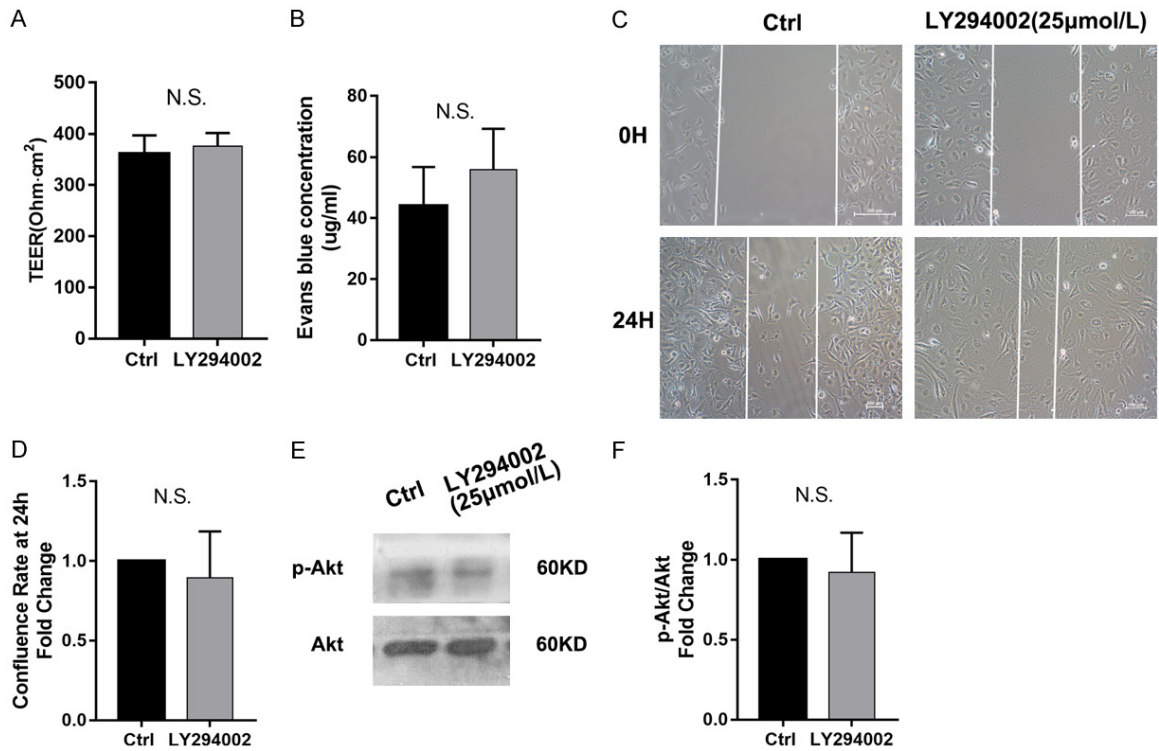 A
TEER(Ohm·cm²)
500
400
300
200
100
0
N.S.
Ctrl
LY294002
B
Evans blue concentration
(ug/ml)
80
60
40
20
0
N.S.
Ctrl
LY294002
C
Ctrl
LY294002(25μmol/L)
0H
24H
D
Confluence Rate at 24h
Fold Change
1.5
1.0
0.5
0.0
N.S.
Ctrl
LY294002
E
Ctrl
LY294002
(25μmol/L)
p-Akt
60KD
Akt
60KD
F
p-Akt/Akt
Fold Change
1.5
1.0
0.5
0.0
N.S.
Ctrl
LY294002